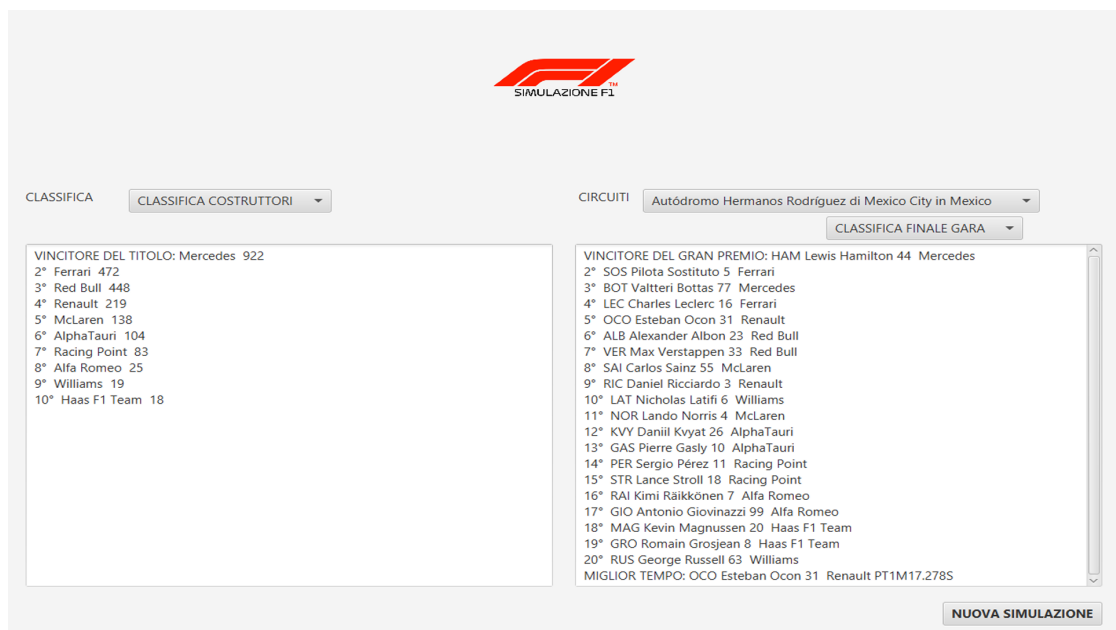 SIMULAZIONE F1
TM
CLASSIFICA
CLASSIFICA COSTRUTTORI
CIRCUITI
Autódromo Hermanos Rodríguez di Mexico City in Mexico
CLASSIFICA FINALE GARA
VINCITORE DEL TITOLO: Mercedes 922
2° Ferrari 472
3° Red Bull 448
4° Renault 219
5° McLaren 138
6° AlphaTauri 104
7° Racing Point 83
8° Alfa Romeo 25
9° Williams 19
10° Haas F1 Team 18
VINCITORE DEL GRAN PREMIO: HAM Lewis Hamilton 44 Mercedes
2° SOS Pilota Sostituto 5 Ferrari
3° BOT Valtteri Bottas 77 Mercedes
4° LEC Charles Leclerc 16 Ferrari
5° OCO Esteban Ocon 31 Renault
6° ALB Alexander Albon 23 Red Bull
7° VER Max Verstappen 33 Red Bull
8° SAI Carlos Sainz 55 McLaren
9° RIC Daniel Ricciardo 3 Renault
10° LAT Nicholas Latifi 6 Williams
11° NOR Lando Norris 4 McLaren
12° KVY Daniil Kvyat 26 AlphaTauri
13° GAS Pierre Gasly 10 AlphaTauri
14° PER Sergio Pérez 11 Racing Point
15° STR Lance Stroll 18 Racing Point
16° RAI Kimi Räikkönen 7 Alfa Romeo
17° GIO Antonio Giovinazzi 99 Alfa Romeo
18° MAG Kevin Magnussen 20 Haas F1 Team
19° GRO Romain Grosjean 8 Haas F1 Team
20° RUS George Russell 63 Williams
MIGLIOR TEMPO: OCO Esteban Ocon 31 Renault PT1M17.278S
NUOVA SIMULAZIONE